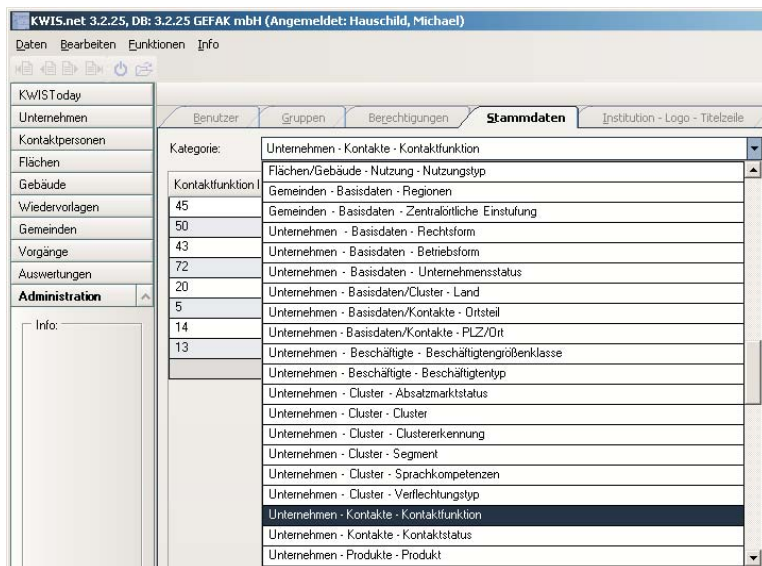 KWIS.net 3.2.25, DB: 3.2.25 GEFAK mbH (Angemeldet: Hauschild, Michael)
Daten Bearbeiten Funktionen Info
KWISToday
Unternehmen
Kontaktpersonen
Flächen
Gebäude
Wiedervorlagen
Gemeinden
Vorgänge
Auswertungen
Administration
Info:
Benutzer Gruppen Berechtigungen Stammdaten Institution - Logo - Titelzeile
Kategorie: Unternehmen - Kontakte - Kontaktfunktion
Kontaktfunktion I
45
50
43
72
20
5
14
13
Flächen/Gebäude - Nutzung - Nutzungstyp
Gemeinden - Basisdaten - Regionen
Gemeinden - Basisdaten - Zentralörtliche Einstufung
Unternehmen - Basisdaten - Rechtsform
Unternehmen - Basisdaten - Betriebsform
Unternehmen - Basisdaten - Unternehmensstatus
Unternehmen - Basisdaten/Cluster - Land
Unternehmen - Basisdaten/Kontakte - Ortsteil
Unternehmen - Basisdaten/Kontakte - PLZ/Ort
Unternehmen - Beschäftigte - Beschäftigtengrößenklasse
Unternehmen - Beschäftigte - Beschäftigtentyp
Unternehmen - Cluster - Absatzmarktstatus
Unternehmen - Cluster - Cluster
Unternehmen - Cluster - Clustererkennung
Unternehmen - Cluster - Segment
Unternehmen - Cluster - Sprachkompetenzen
Unternehmen - Cluster - Verflechtungstyp
Unternehmen - Kontakte - Kontaktfunktion
Unternehmen - Kontakte - Kontaktstatus
Unternehmen - Produkte - Produkt